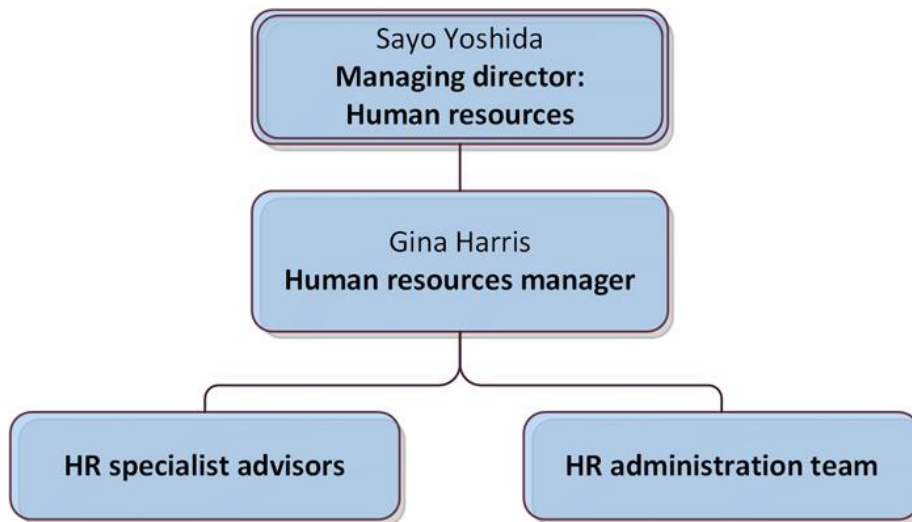 Sayo Yoshida
Managing director:
Human resources
Gina Harris
Human resources manager
HR specialist advisors
HR administration team